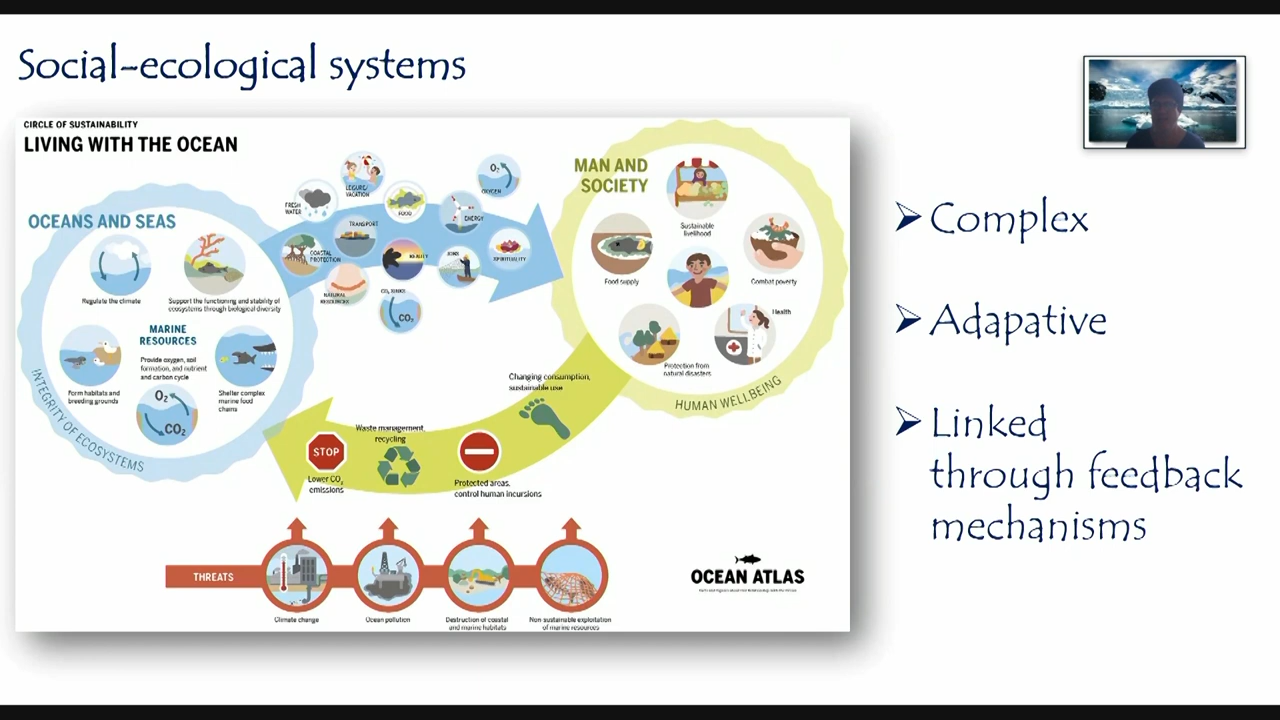 Social-ecological systems
CIRCLE OF SUSTAINABILITY
LIVING WITH THE OCEAN
OCEANS AND SEAS
Regulate the climate
Support the functioning and stability of
ecosystems through biological diversity
MARINE
RESOURCES
Provide oxygen, soil
formation, and nutrient
and carbon cycle
Form habitats and
breeding grounds
Shelter complex
marine food
chains
O₂
CO₂
INTEGRITY OF ECOSYSTEMS
FRESH
WATER
LEISURE/
VACATION
FOOD
O₂
OXYGEN
ENERGY
TRANSPORT
COASTAL
PROTECTION
BEAUTY
JOBS
SPIRITUALITY
NATURAL
RESOURCES
CO₂ SINKS
CO₂
MAN AND
SOCIETY
Sustainable
livelihood
Food supply
Combat poverty
Health
Protection from
natural disasters
HUMAN WELLBEING
Changing consumption,
sustainable use
Waste management,
recycling
STOP
Lower CO₂
emissions
Protected areas,
control human incursions
THREATS
Climate change
Ocean pollution
Destruction of coastal
and marine habitats
Non sustainable exploitation
of marine resources
OCEAN ATLAS
Complex
Adapative
Linked
through feedback
mechanisms